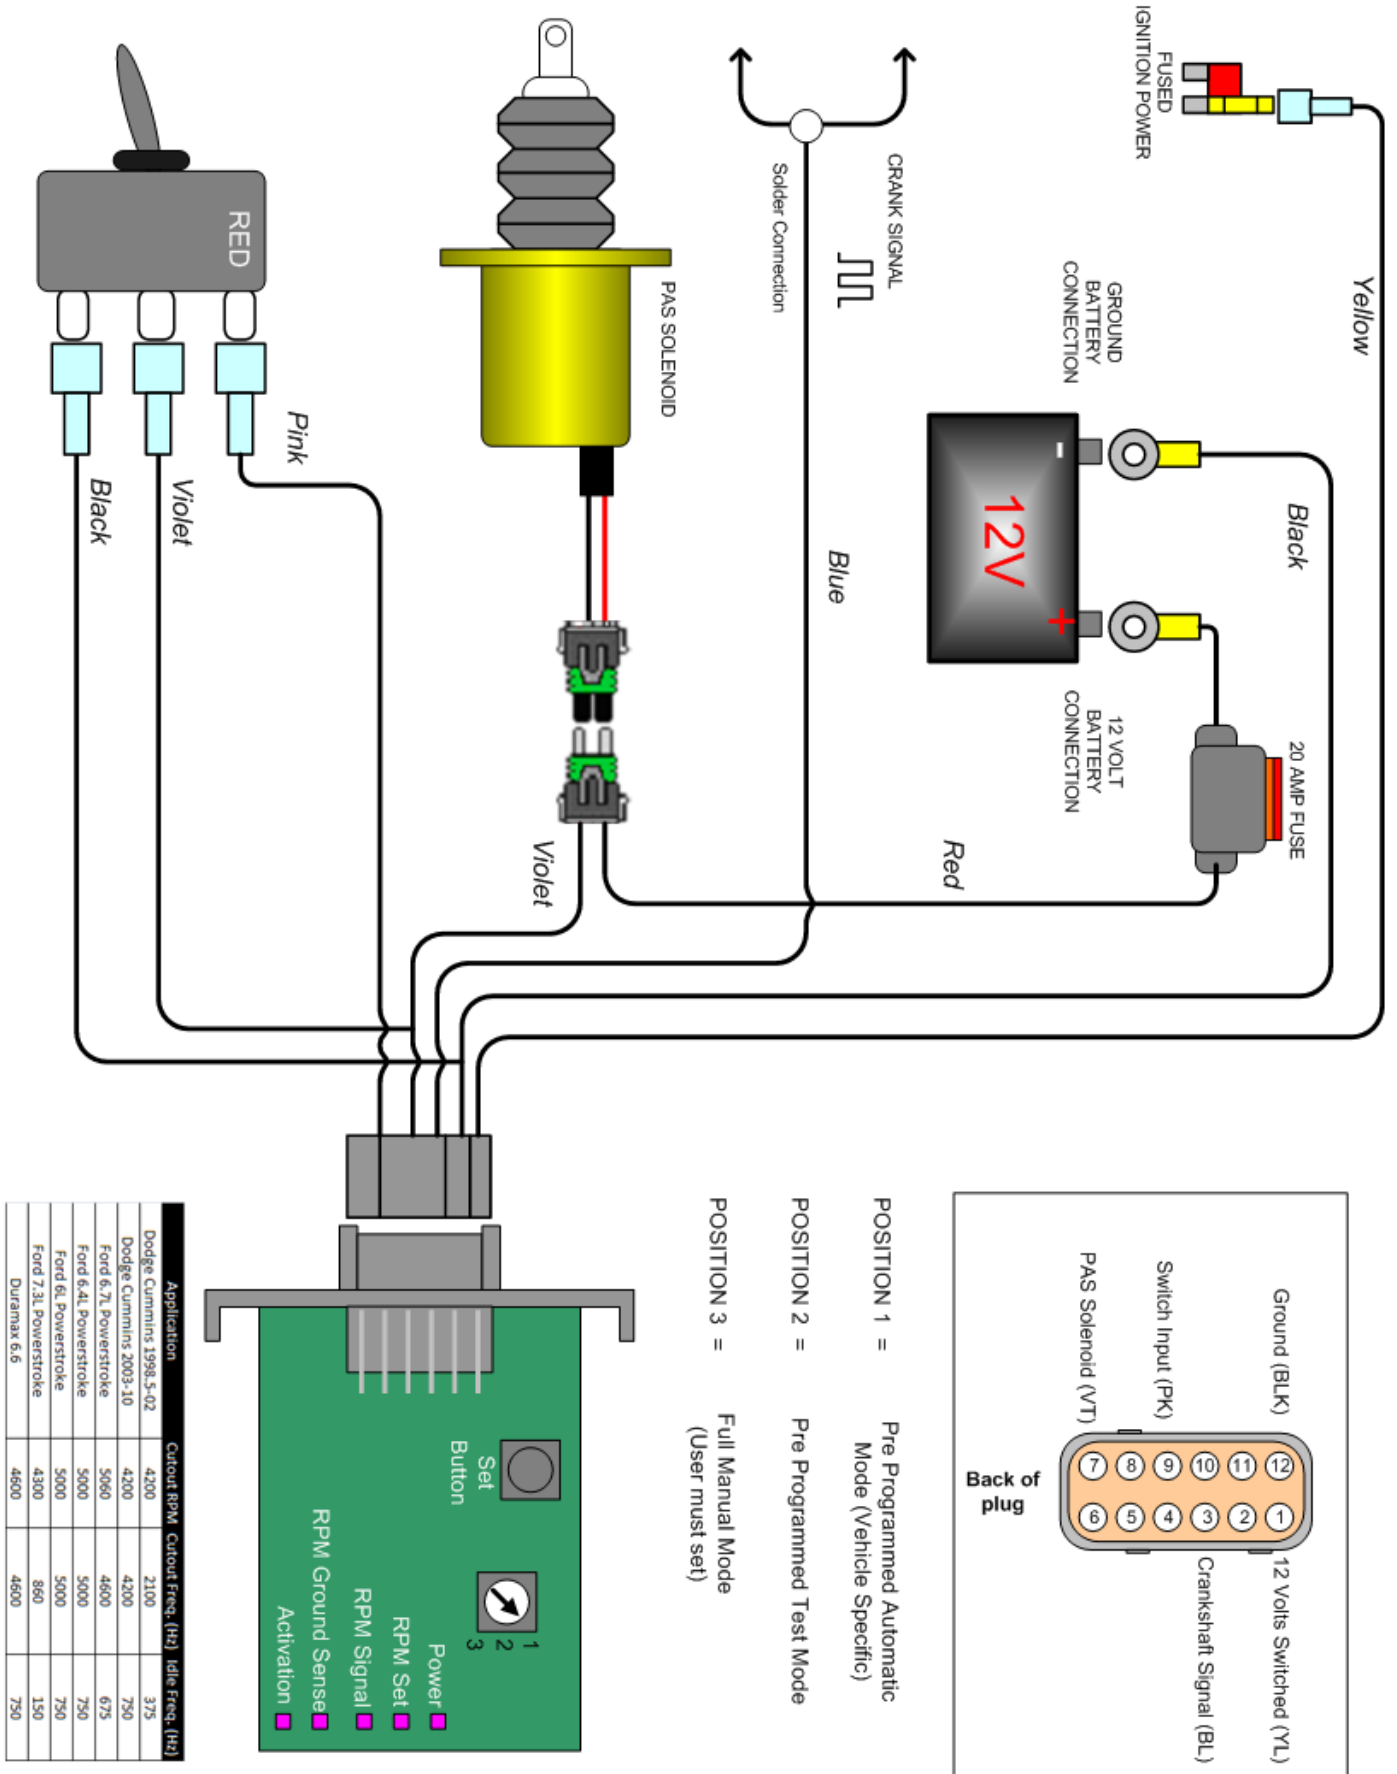 FUSED
IGNITION POWER
Yellow
CRANK SIGNAL
Solder Connection
GROUND
BATTERY
CONNECTION
Black
12V
-
+
12 VOLT
BATTERY
CONNECTION
20 AMP FUSE
Red
Blue
PAS SOLENOID
Violet
RED
Pink
Violet
Black
Ground (BLK)
Switch Input (PK)
PAS Solenoid (VT)
Back of
plug
7 8 9 10 11 12
6 5 4 3 2 1
12 Volts Switched (YL)
Crankshaft Signal (BL)
POSITION 1 = Pre Programmed Automatic
Mode (Vehicle Specific)
POSITION 2 = Pre Programmed Test Mode
POSITION 3 = Full Manual Mode
(User must set)
Set
Button
1
2
3
Power
RPM Set
RPM Signal
RPM Ground Sense
Activation
Application Cutout RPM Cutout Freq. (Hz) Idle Freq. (Hz)
Dodge Cummins 1998.5-02 4200 2100 375
Dodge Cummins 2003-10 4200 4200 750
Ford 6.7L Powerstroke 5060 4600 675
Ford 6.4L Powerstroke 5000 5000 750
Ford 6L Powerstroke 5000 5000 750
Ford 7.3L Powerstroke 4300 860 150
Duramax 6.6 4600 4600 750